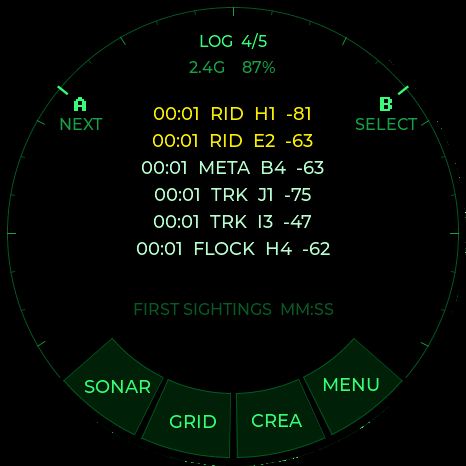 LOG 4/5
2.4G 87%
A
NEXT
B
SELECT
00:01 RID H1 -81
00:01 RID E2 -63
00:01 META B4 -63
00:01 TRK J1 -75
00:01 TRK I3 -47
00:01 FLOCK H4 -62
FIRST SIGHTINGS MM:SS
SONAR
GRID
CREA
MENU